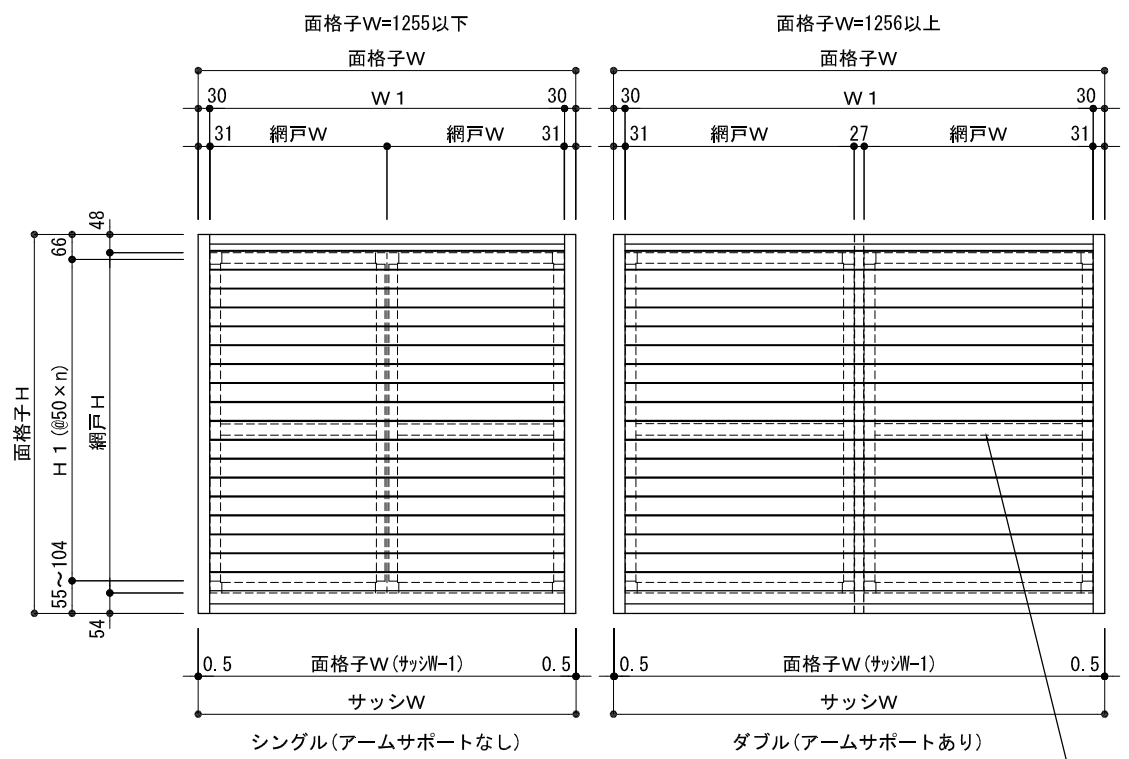 面格子W=1255以下
面格子W=1256以上
面格子W
面格子W
30 W1 30
30 W1 30
31 網戸W 網戸W 31
31 網戸W 27 網戸W 31
面格子H
66
H1(@50×n)
55～104
48
網戸H
54
0.5 面格子W(サッシW-1) 0.5
0.5 面格子W(サッシW-1) 0.5
サッシW
サッシW
シングル(アームサポートなし)
ダブル(アームサポートあり)